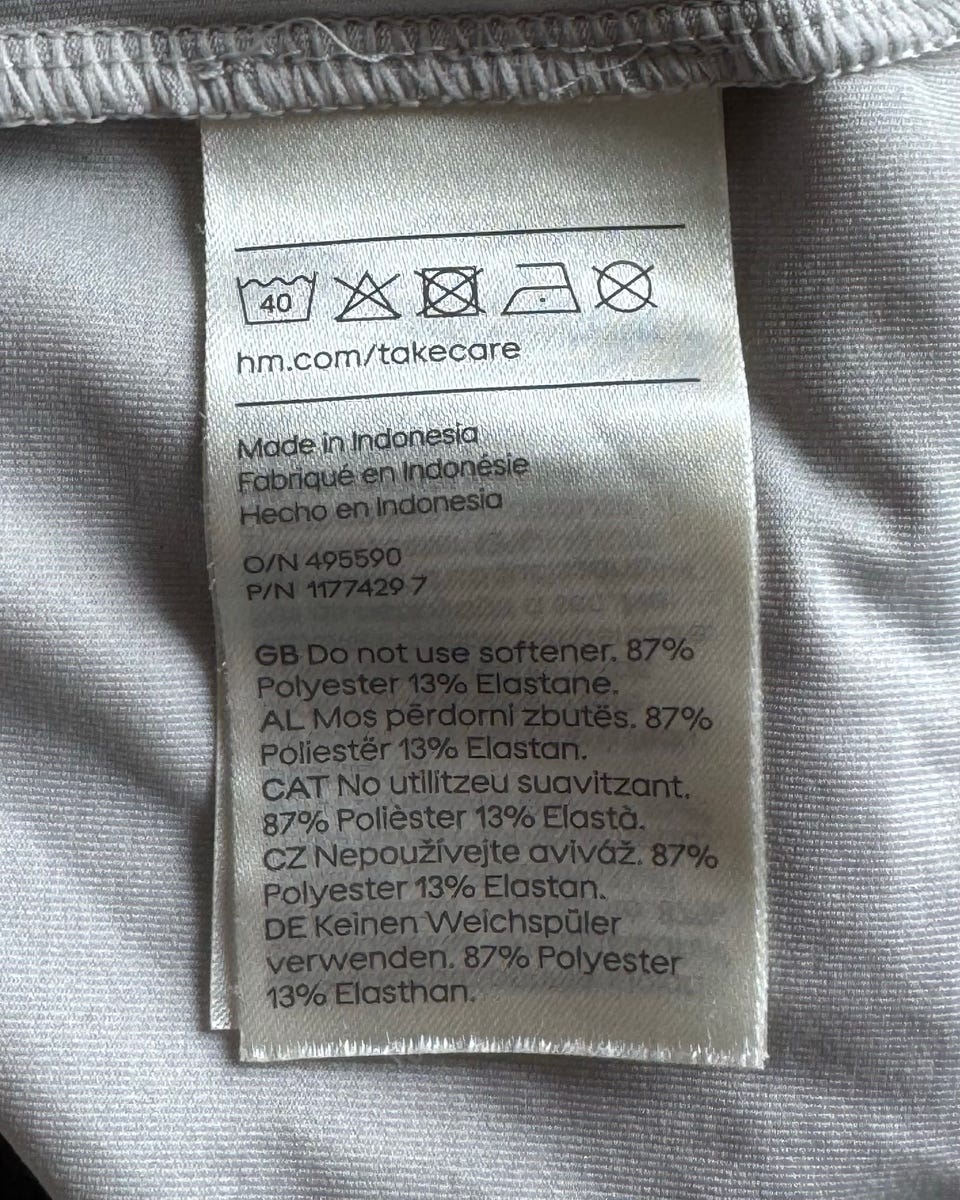 40
hm.com/takecare
Made in Indonesia
Fabriqué en Indonésie
Hecho en Indonesia
O/N 495590
P/N 1177429 7
GB Do not use softener. 87%
Polyester 13% Elastane.
AL Mos përdorni zbutës. 87%
Poliestër 13% Elastan.
CAT No utilitzeu suavitzant.
87% Polièster 13% Elastà.
CZ Nepoužívejte aviváž. 87%
Polyester 13% Elastan.
DE Keinen Weichspüler
verwenden. 87% Polyester
13% Elasthan.